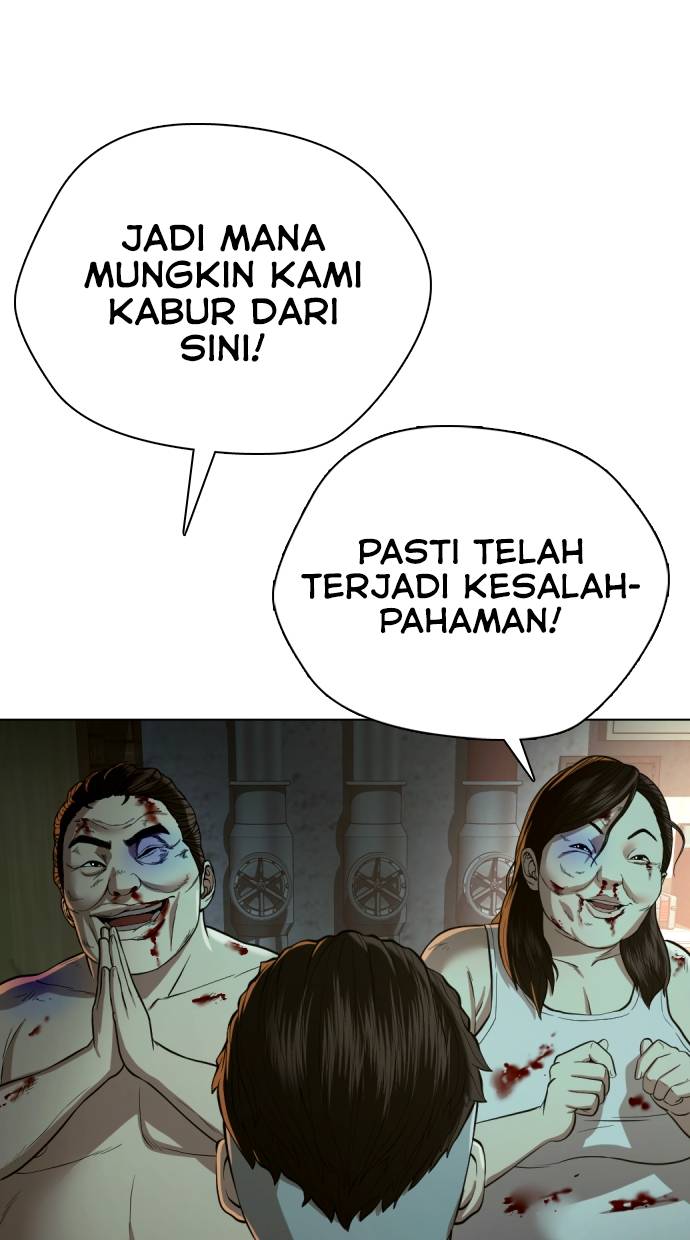 JADI MANA
MUNGKIN KAMI
KABUR DARI
SINI!
PASTI TELAH
TERJADI KESALAH-
PAHAMAN!